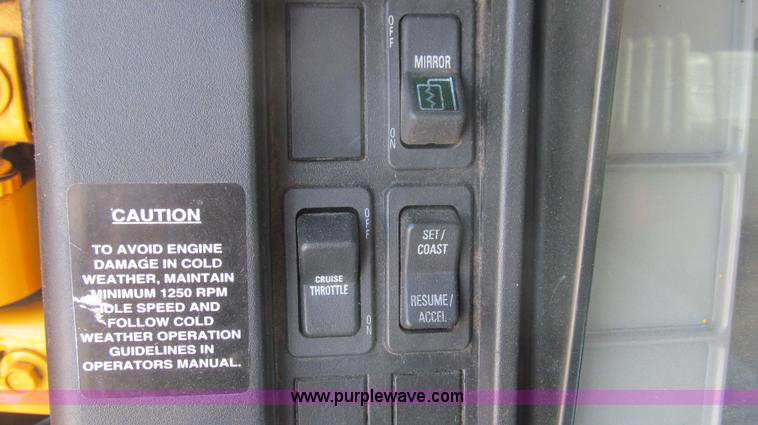 OFF
MIRROR
ON
CAUTION
TO AVOID ENGINE
DAMAGE IN COLD
WEATHER, MAINTAIN
MINIMUM 1250 RPM
IDLE SPEED AND
FOLLOW COLD
WEATHER OPERATION
GUIDELINES IN
OPERATORS MANUAL.
OFF
CRUISE
THROTTLE
ON
SET/
COAST
RESUME/
ACCEL
www.purplewave.com